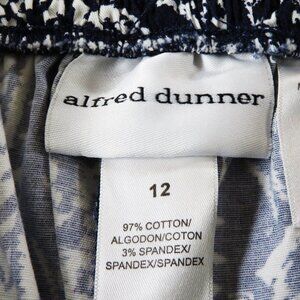 alfred dunner
12
97% COTTON/
ALGODON/COTON
3% SPANDEX/
SPANDEX/SPANDEX